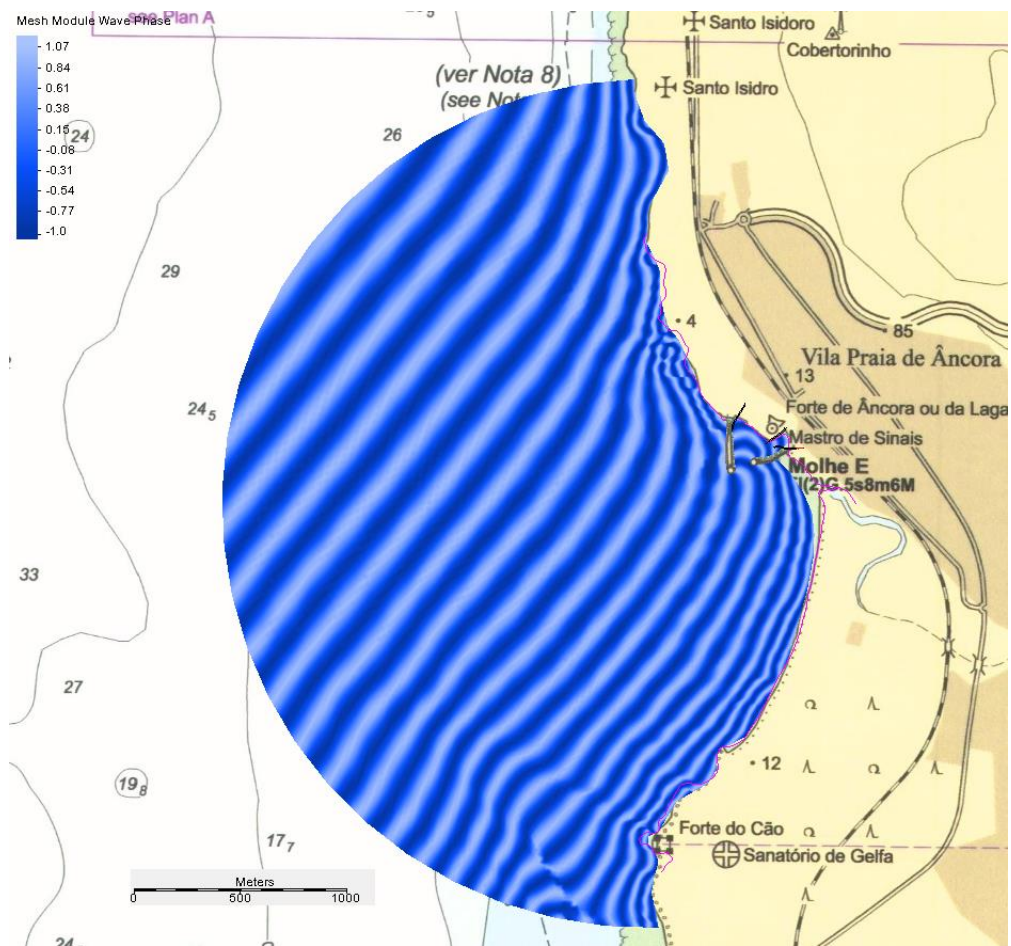 Mesh Module Wave Phase
see Plan A
1.07
0.84
0.61
0.38
0.15
-0.08
-0.31
-0.54
-0.77
-1.0
24
(ver Nota 8)
(see
26
Santo Isidoro
Cobertorinho
Santo Isidro
29
4
85
Vila Praia de Âncora
13
24 5
Forte de Âncora ou da Laga
Mastro de Sinais
Molhe E
(2)G.5s8m6M
33
27
12
19 8
17 7
Forte do Cão
Sanatório de Gelfa
Meters
0 500 1000
24